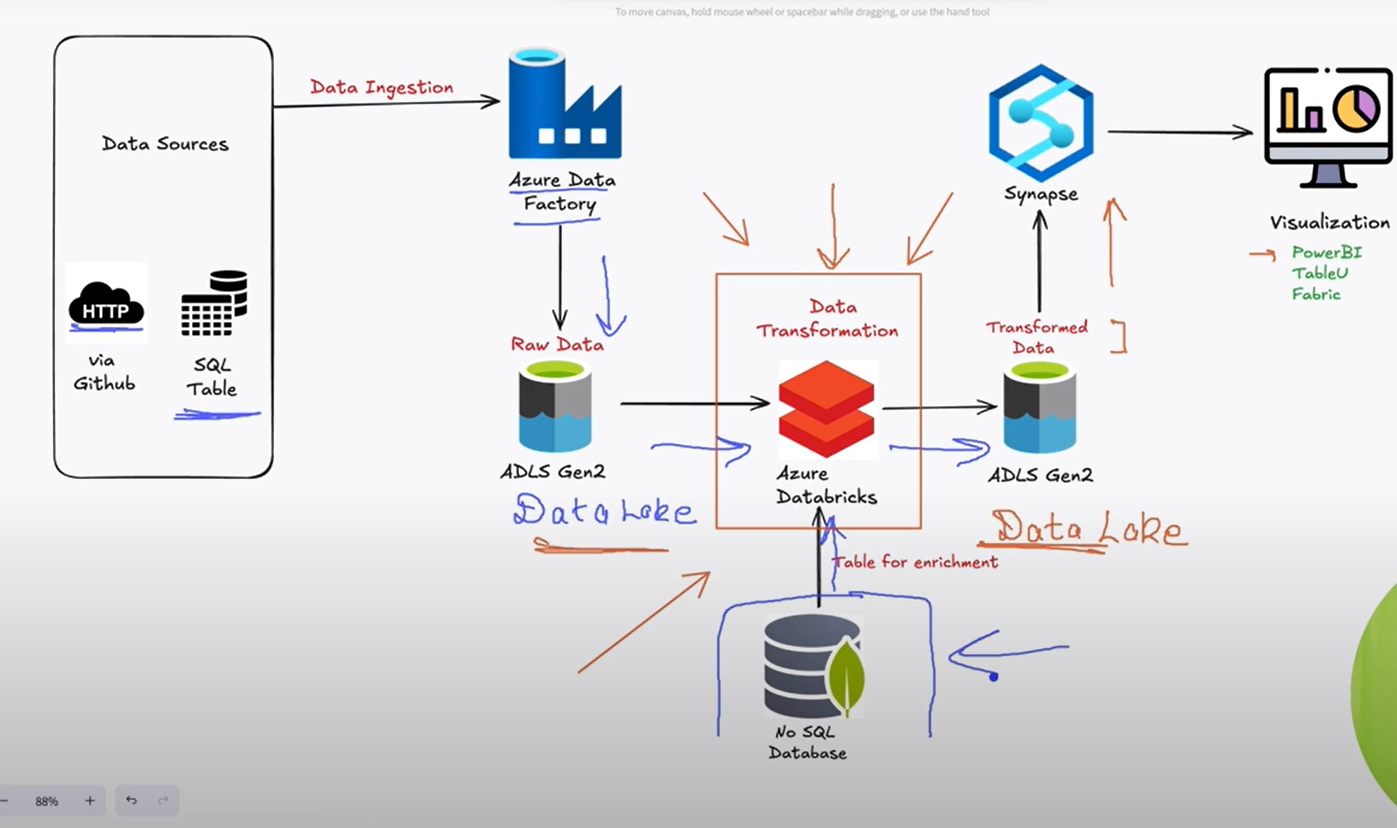 To move canvas, hold mouse wheel or spacebar while dragging, or use the hand tool
Data Sources
HTTP
via
Github
SQL
Table
Data Ingestion
Azure Data
Factory
Raw Data
ADLS Gen2
Data Lake
Data
Transformation
Azure
Databricks
Table for enrichment
No SQL
Database
Transformed
Data
ADLS Gen2
Data Lake
Synapse
Visualization
PowerBI
TableU
Fabric
88%